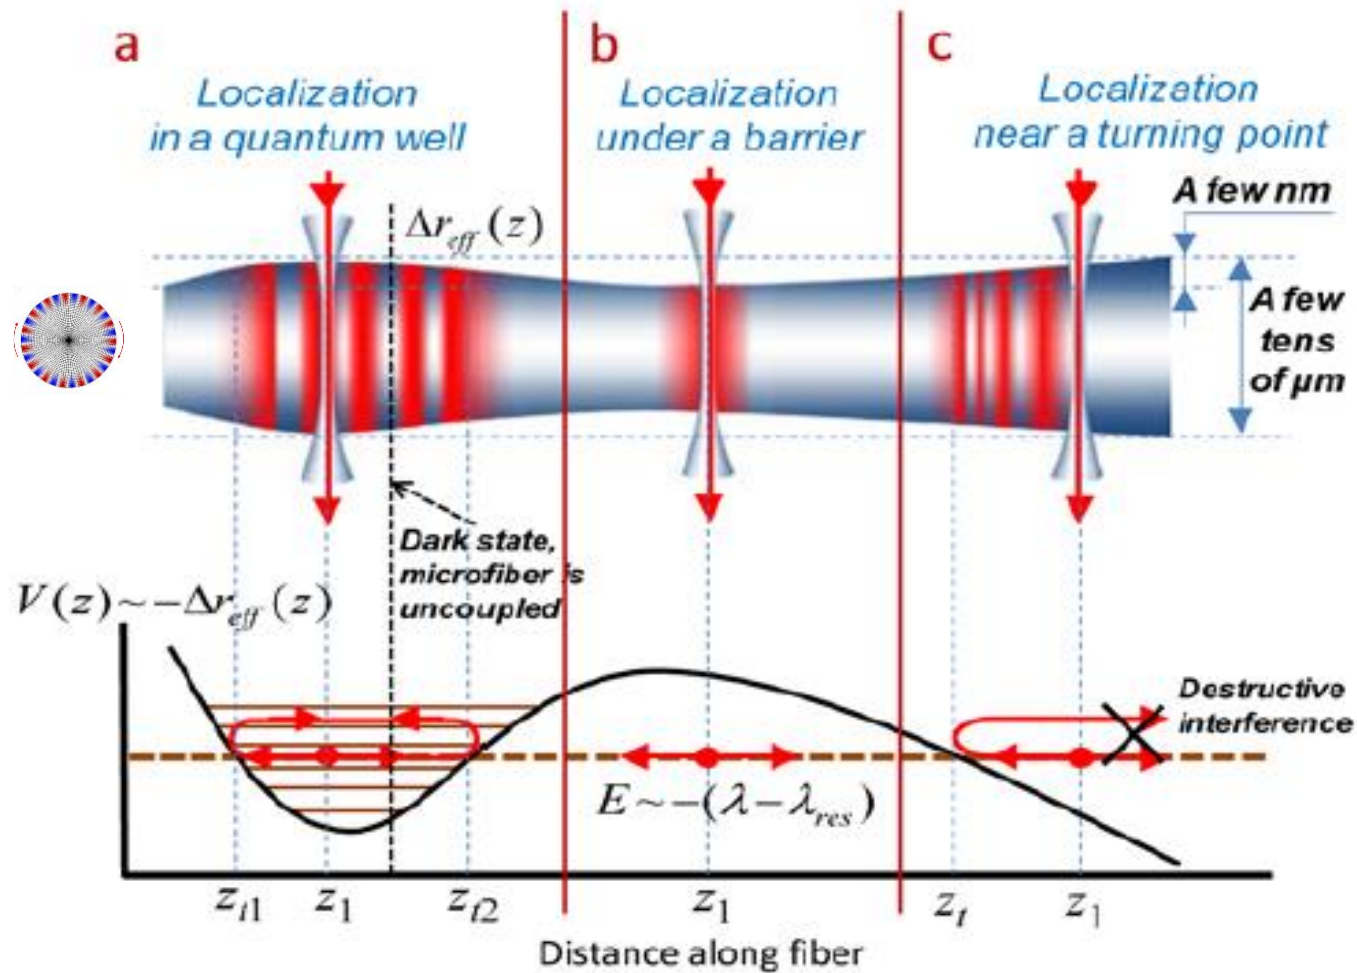 a
Localization
in a quantum well
b
Localization
under a barrier
c
Localization
near a turning point
A few nm
Δr_eff(z)
A few
tens
of μm
Dark state,
microfiber is
uncoupled
V(z)~−Δr_eff(z)
Destructive
interference
E~−(λ−λ_res)
z_t1 z_1 z_t2 z_1 z_t z_1
Distance along fiber